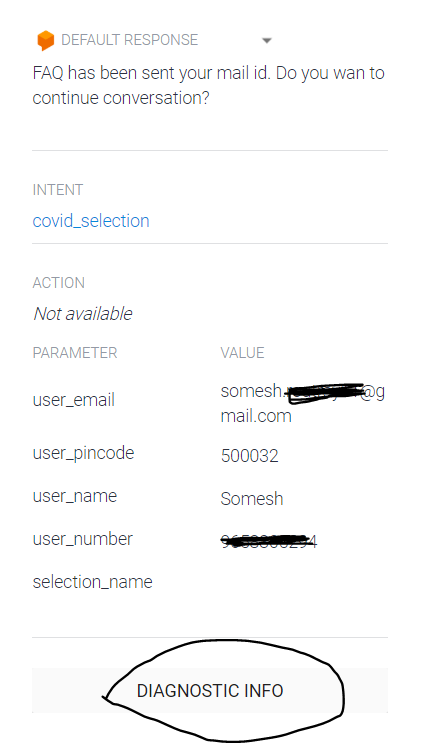 DEFAULT RESPONSE
FAQ has been sent your mail id. Do you wan to
continue conversation?
INTENT
covid_selection
ACTION
Not available
PARAMETER VALUE
user_email somesh. @g
mail.com
user_pincode 500032
user_name Somesh
user_number
selection_name
DIAGNOSTIC INFO